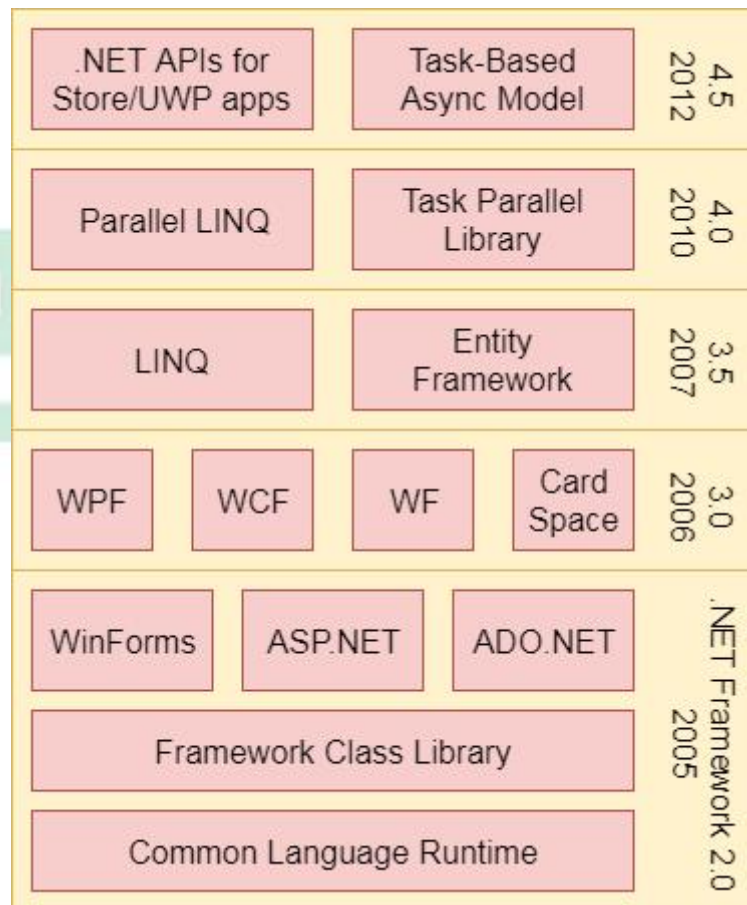 .NET APIs for
Store/UWP apps
Task-Based
Async Model
4.5
2012
Parallel LINQ
Task Parallel
Library
4.0
2010
LINQ
Entity
Framework
3.5
2007
WPF
WCF
WF
Card
Space
3.0
2006
WinForms
ASP.NET
ADO.NET
Framework Class Library
Common Language Runtime
.NET Framework 2.0
2005